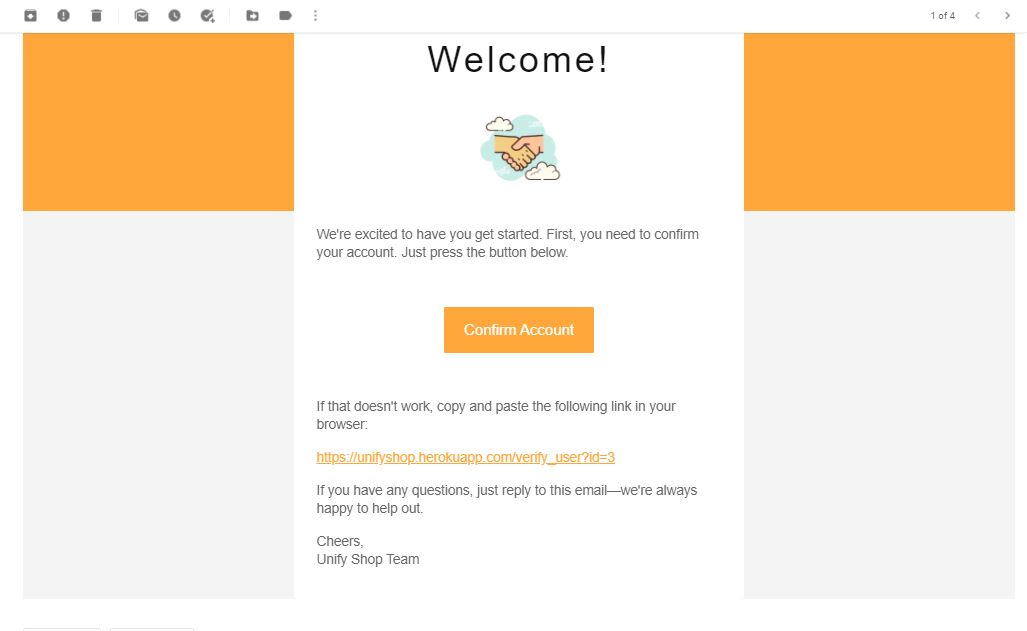 1 of 4
Welcome!
We're excited to have you get started. First, you need to confirm
your account. Just press the button below.
Confirm Account
If that doesn't work, copy and paste the following link in your
browser:
https://unifyshop.herokuapp.com/verify_user?id=3
If you have any questions, just reply to this email—we're always
happy to help out.
Cheers,
Unify Shop Team